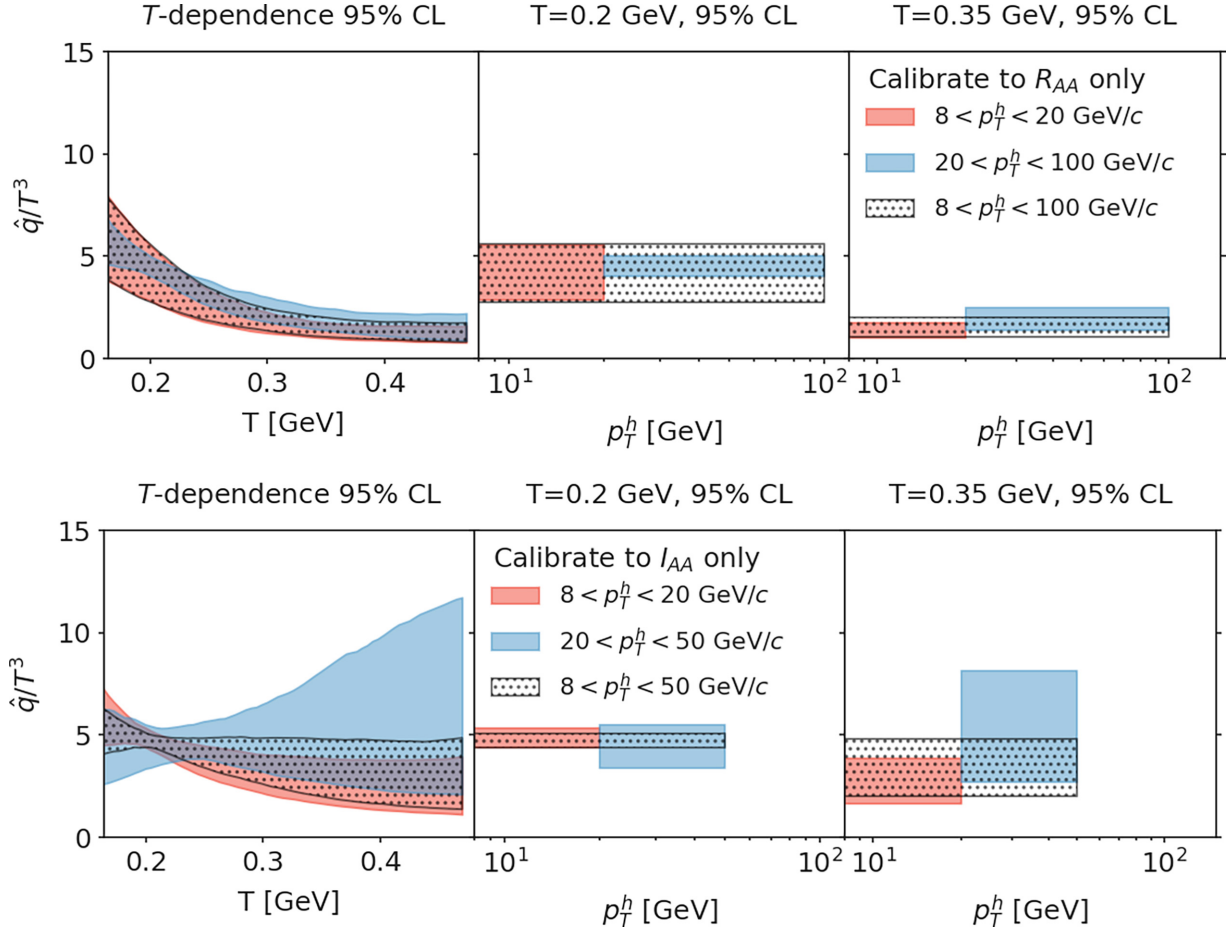 T-dependence 95% CL T=0.2 GeV, 95% CL T=0.35 GeV, 95% CL
15
10
5
0
q̂/T³
Calibrate to R_AA only
8 < p_T^h < 20 GeV/c
20 < p_T^h < 100 GeV/c
8 < p_T^h < 100 GeV/c
0.2 0.3 0.4 10¹ 10² 10¹ 10²
T [GeV] p_T^h [GeV] p_T^h [GeV]
T-dependence 95% CL T=0.2 GeV, 95% CL T=0.35 GeV, 95% CL
15
10
5
0
q̂/T³
Calibrate to I_AA only
8 < p_T^h < 20 GeV/c
20 < p_T^h < 50 GeV/c
8 < p_T^h < 50 GeV/c
0.2 0.3 0.4 10¹ 10² 10¹ 10²
T [GeV] p_T^h [GeV] p_T^h [GeV]